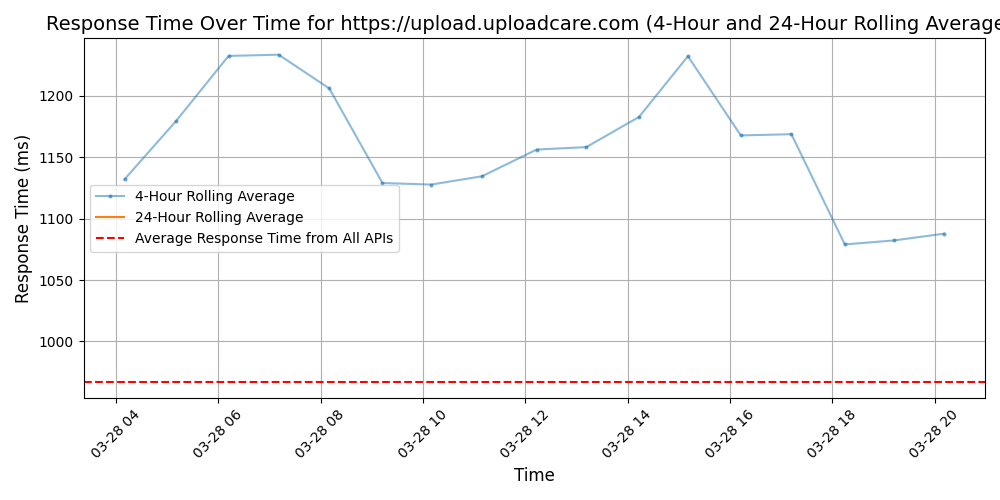 Response Time Over Time for https://upload.uploadcare.com (4-Hour and 24-Hour Rolling Average
Response Time (ms)
1200
1150
1100
1050
1000
4-Hour Rolling Average
24-Hour Rolling Average
Average Response Time from All APIs
03-28 04
03-28 06
03-28 08
03-28 10
03-28 12
03-28 14
03-28 16
03-28 18
03-28 20
Time